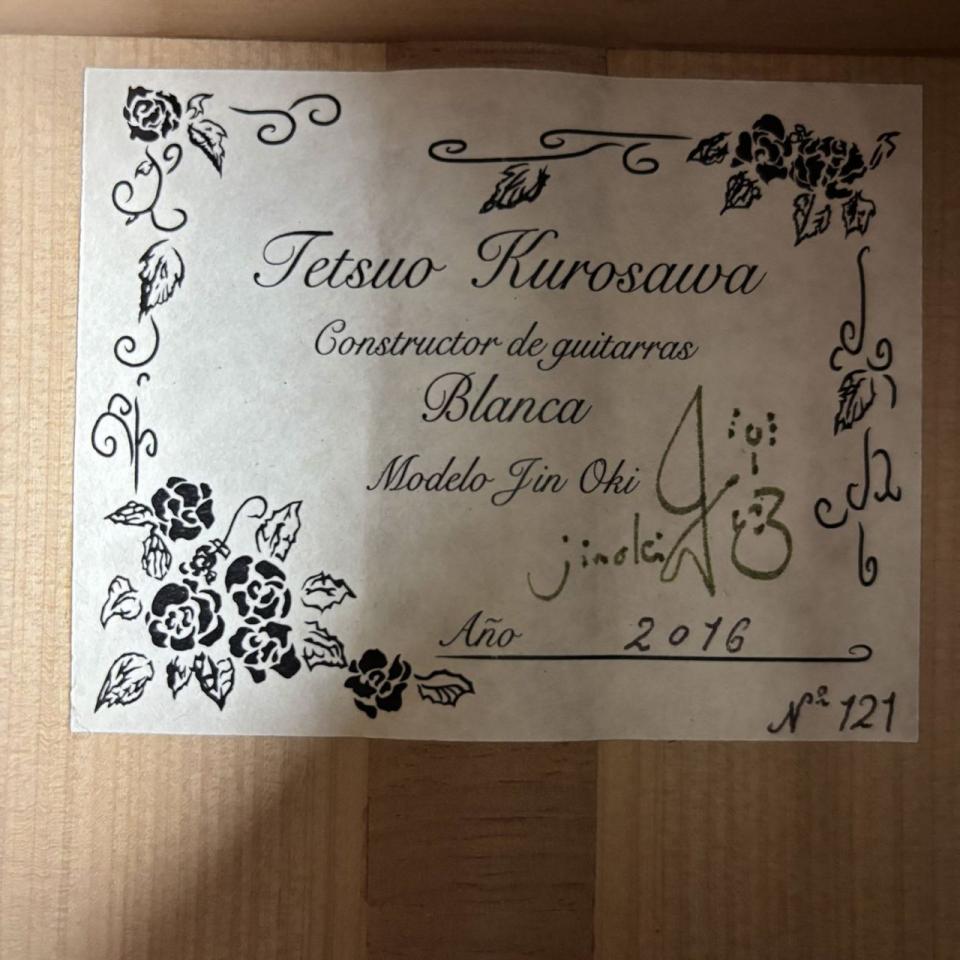 Tetsuo Kurosawa
Constructor de guitarras
Blanca
Modelo Jin Oki
jinoki
Año 2016
Nº 121